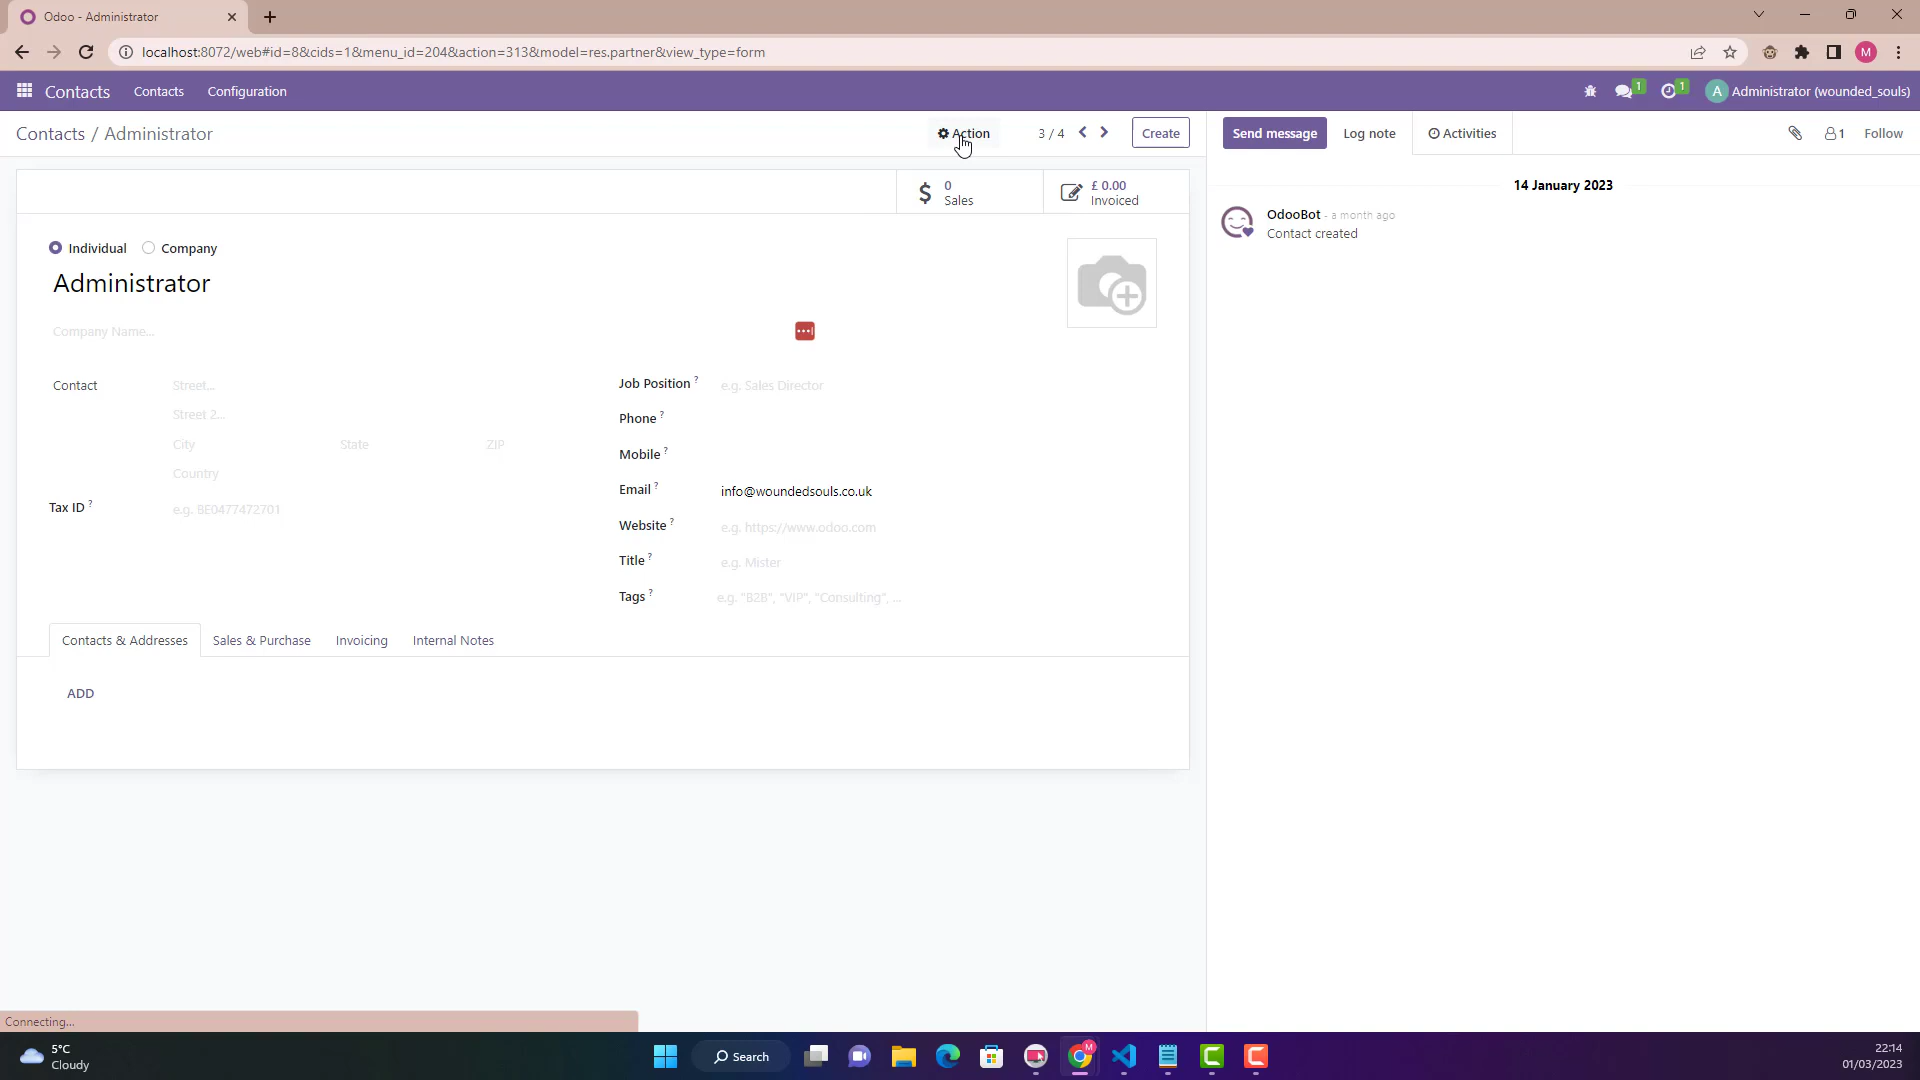 Odoo - Administrator
localhost:8072/web#id=8&cids=1&menu_id=204&action=313&model=res.partner&view_type=form
M
Contacts Contacts Configuration
1 1 A Administrator (wounded_souls)
Contacts / Administrator
Action 3 / 4 Create
Send message Log note Activities 1 Follow
0
Sales
£ 0.00
Invoiced
14 January 2023
OdooBot - a month ago
Contact created
Individual Company
Administrator
Company Name...
Contact Street...
Street 2...
City State ZIP
Country
Tax ID ? e.g. BE0477472701
Job Position ? e.g. Sales Director
Phone ?
Mobile ?
Email ? info@woundedsouls.co.uk
Website ? e.g. https://www.odoo.com
Title ? e.g. Mister
Tags ? e.g. "B2B", "VIP", "Consulting", ...
Contacts & Addresses Sales & Purchase Invoicing Internal Notes
ADD
Connecting...
5°C
Cloudy
Search
M
22:14
01/03/2023